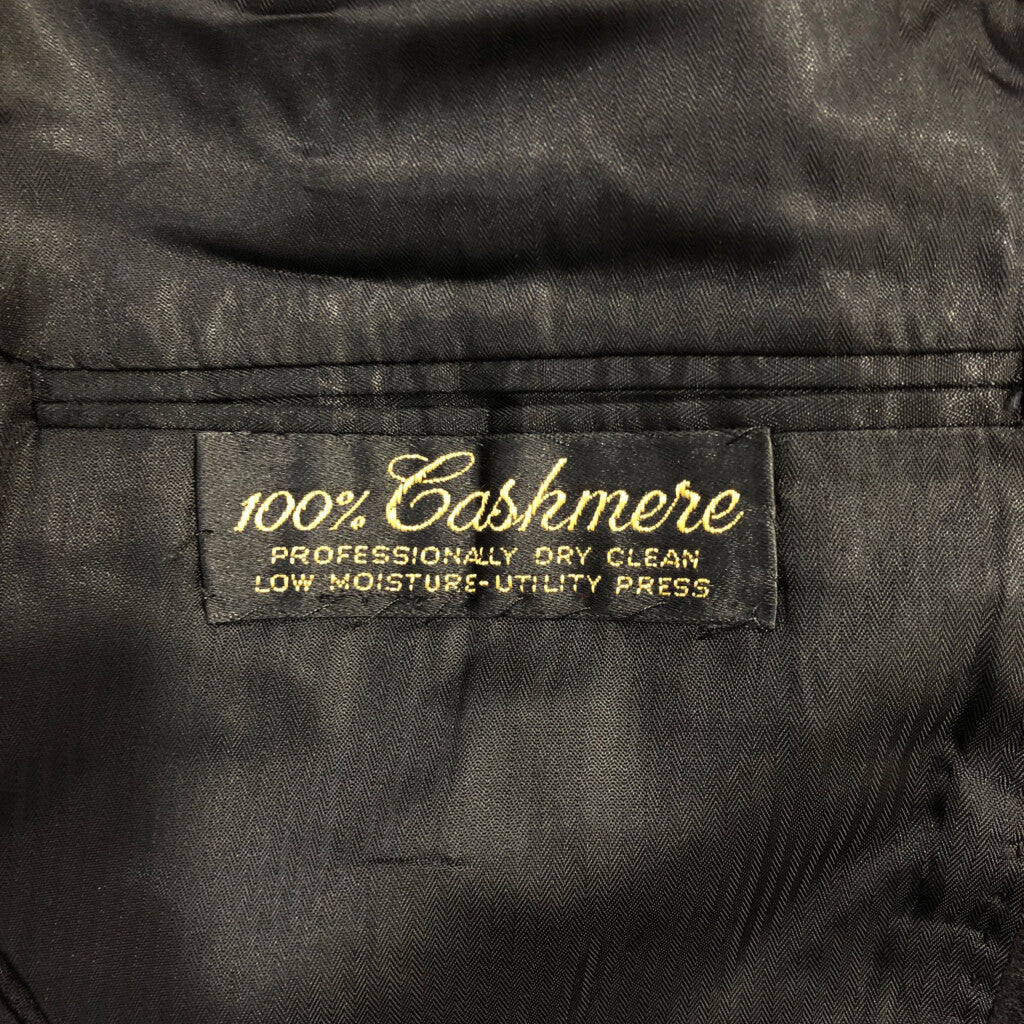 100% Cashmere
PROFESSIONALLY DRY CLEAN
LOW MOISTURE-UTILITY PRESS